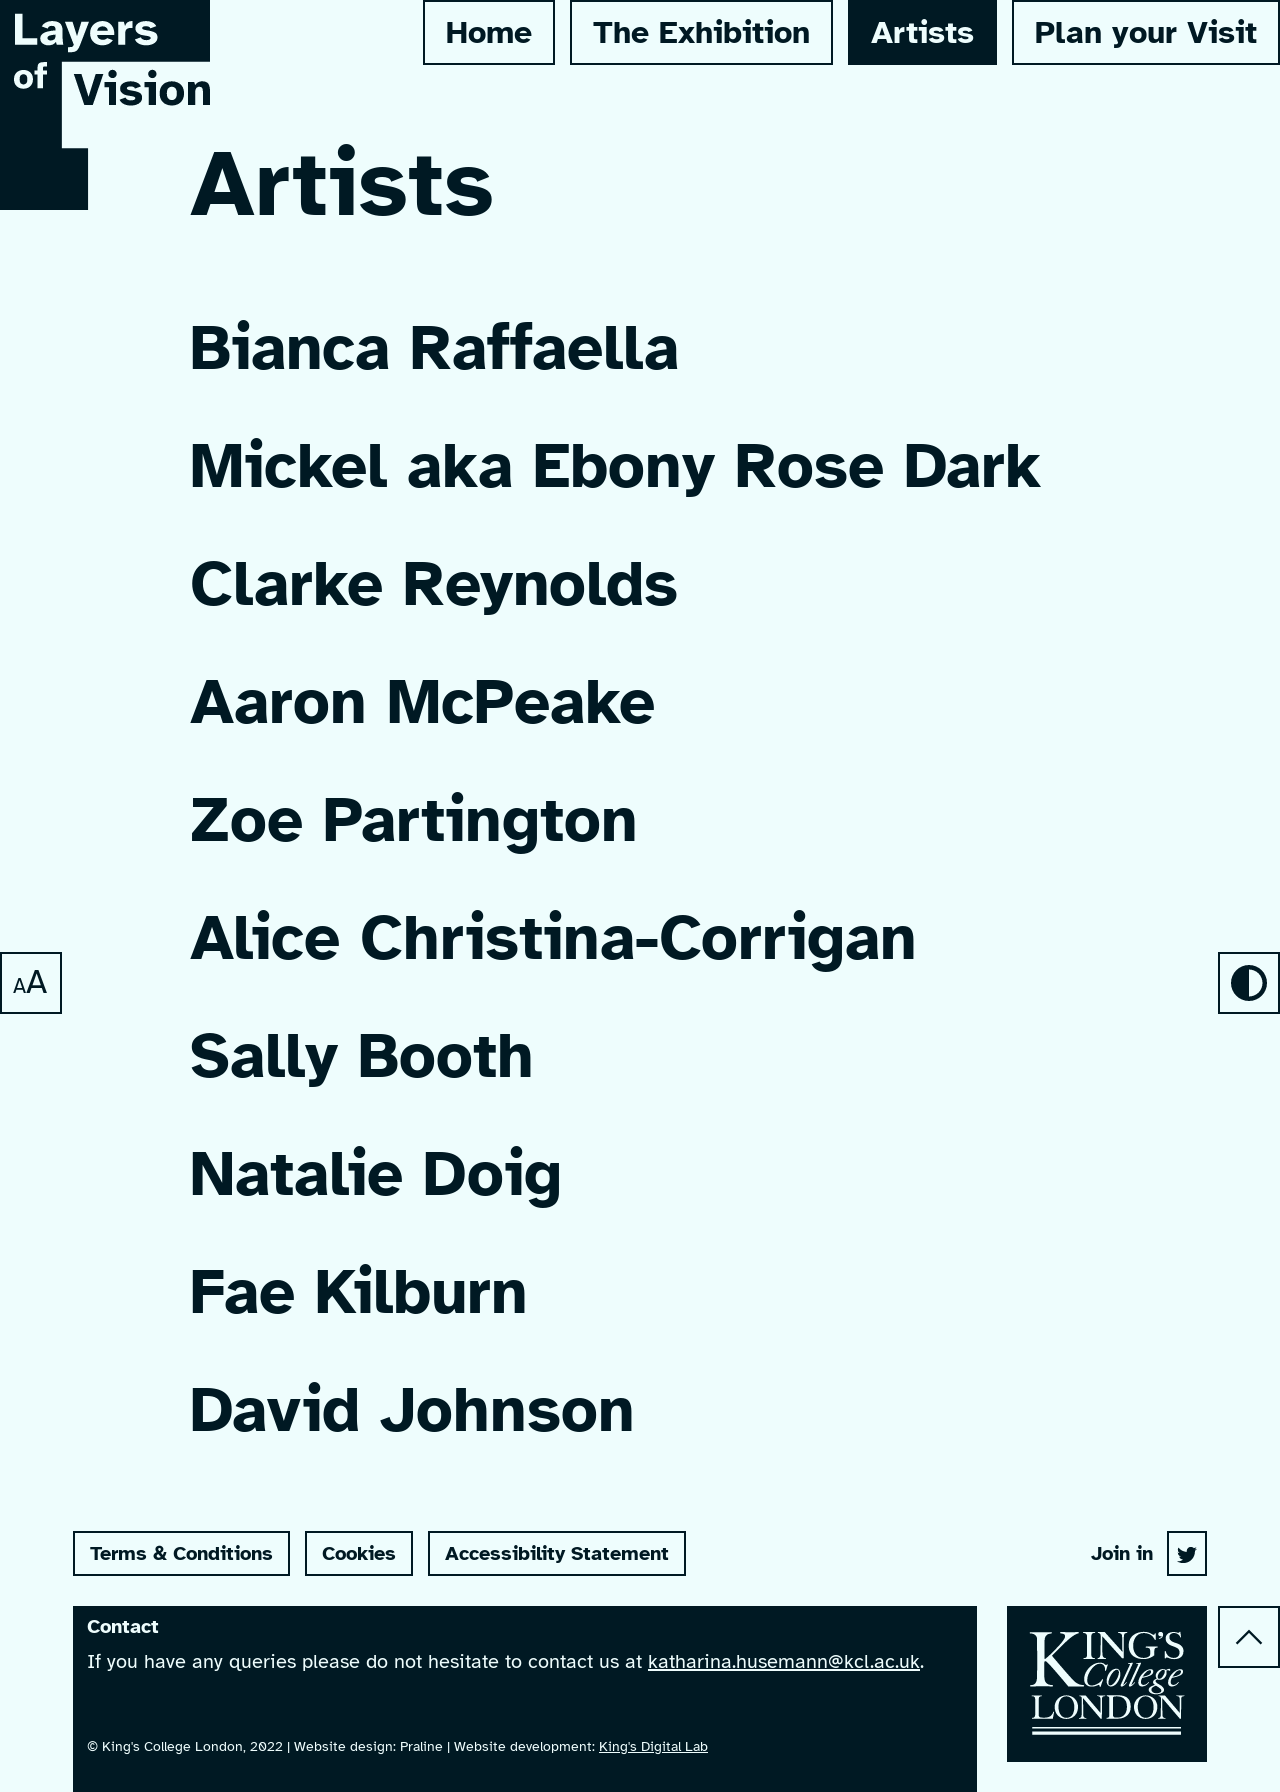 Layers
of
Vision
Home
The Exhibition
Artists
Plan your Visit
Artists
Bianca Raffaella
Mickel aka Ebony Rose Dark
Clarke Reynolds
Aaron McPeake
Zoe Partington
Alice Christina-Corrigan
AA
Sally Booth
Natalie Doig
Fae Kilburn
David Johnson
Terms & Conditions
Cookies
Accessibility Statement
Join in
Contact
If you have any queries please do not hesitate to contact us at katharina.husemann@kcl.ac.uk.
© King's College London, 2022 | Website design: Praline | Website development: King's Digital Lab
KING'S
College
LONDON